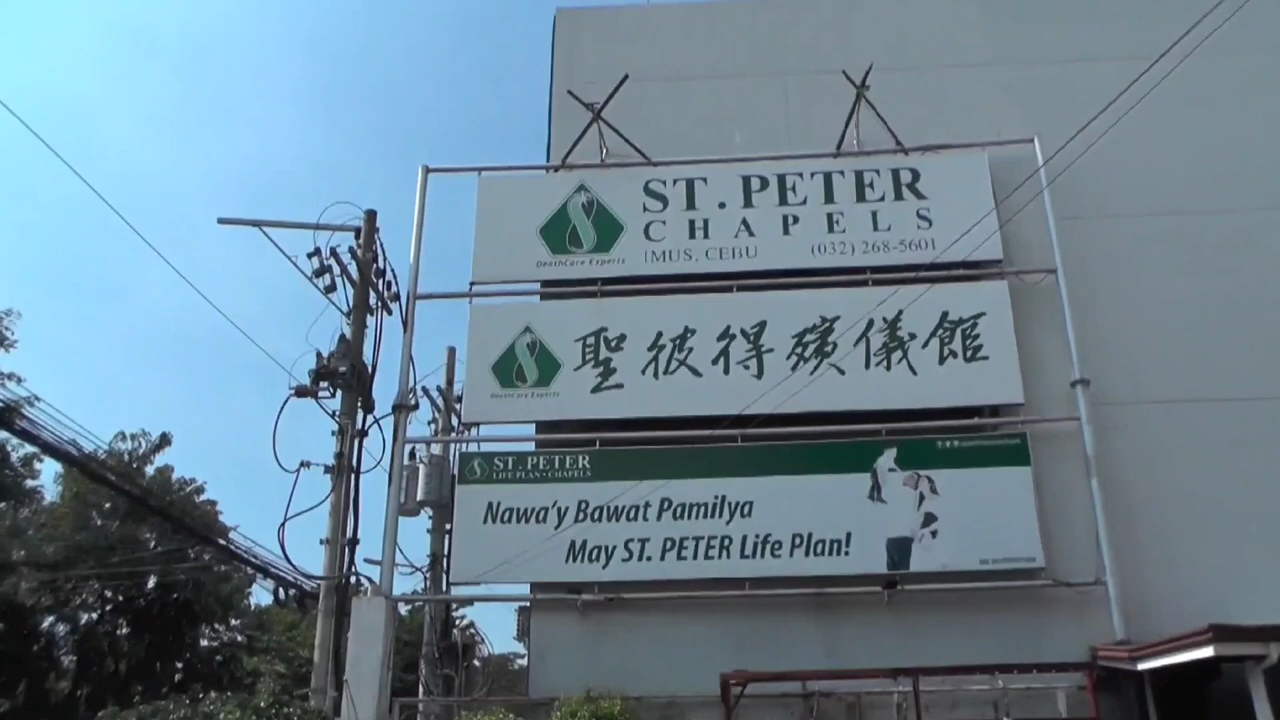 ST. PETER
CHAPELS
DeathCare Experts
IMUS, CEBU (032) 268-5601
聖彼得殯儀館
DeathCare Experts
ST. PETER
LIFE PLAN • CHAPELS
Nawa'y Bawat Pamilya
May ST. PETER Life Plan!